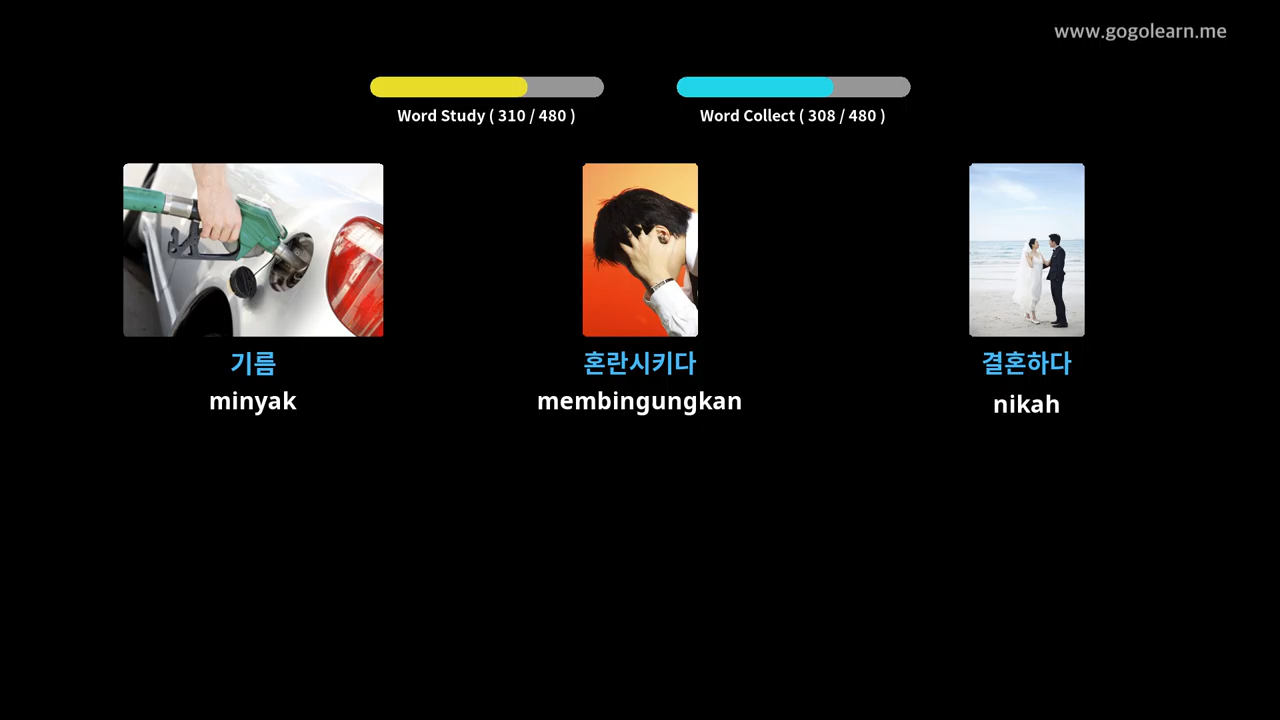 www.gogolearn.me
Word Study ( 310 / 480 )
Word Collect ( 308 / 480 )
기름
minyak
혼란시키다
membingungkan
결혼하다
nikah